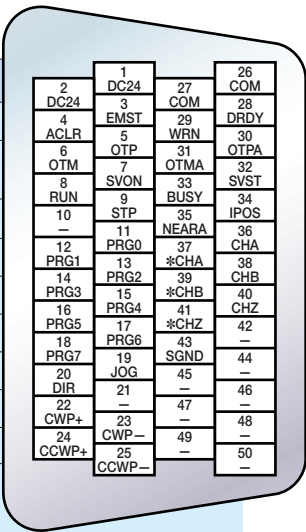 1
DC24
2
DC24
3
EMST
4
ACLR
5
OTP
6
OTM
7
SVON
8
RUN
9
STP
10
–
11
PRG0
12
PRG1
13
PRG2
14
PRG3
15
PRG4
16
PRG5
17
PRG6
18
PRG7
19
JOG
20
DIR
21
–
22
CWP+
23
CWP–
24
CCWP+
25
CCWP–
26
COM
27
COM
28
DRDY
29
WRN
30
OTPA
31
OTMA
32
SVST
33
BUSY
34
IPOS
35
NEARA
36
CHA
37
*CHA
38
CHB
39
*CHB
40
CHZ
41
*CHZ
42
–
43
SGND
44
–
45
–
46
–
47
–
48
–
49
–
50
–